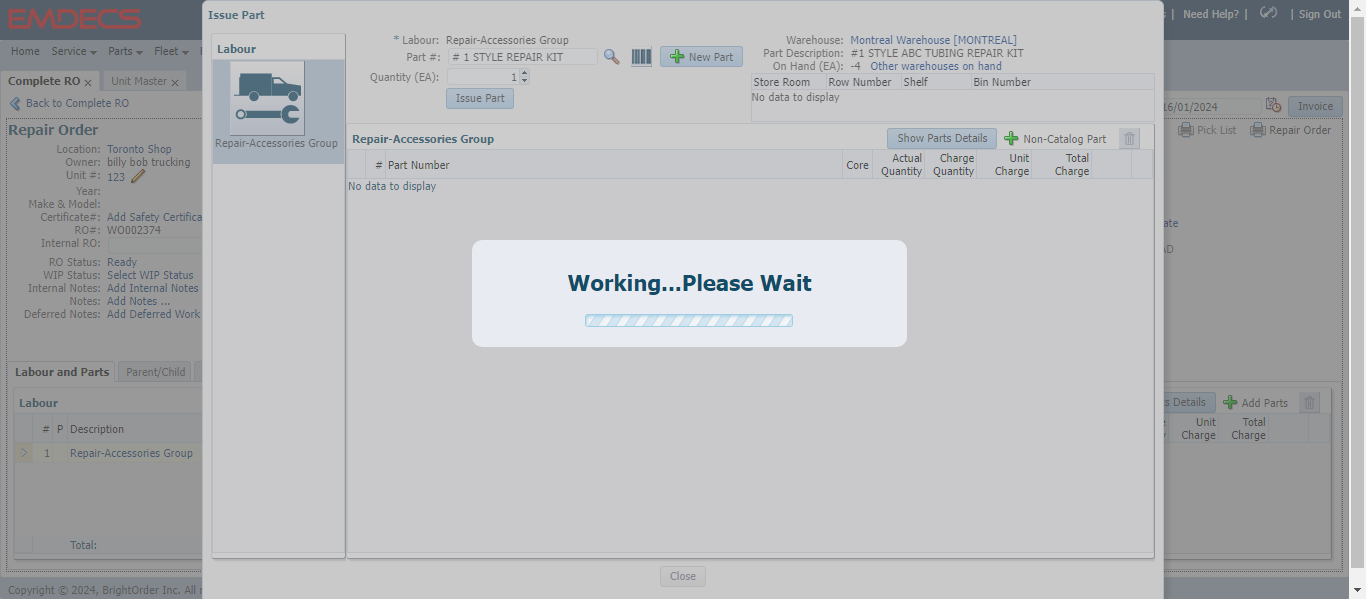 EMDECS
Need Help? |
| Sign Out
Home Service Parts Fleet
Complete RO x
Unit Master x
Back to Complete RO
16/01/2024
Invoice
Pick List
Repair Order
Repair Order
Location: Toronto Shop
Owner: billy bob trucking
Unit #: 123
Year:
Make & Model:
Certificate#: Add Safety Certifica
RO#: WO002374
Internal RO:
RO Status: Ready
WIP Status: Select WIP Status
Internal Notes: Add Internal Notes
Notes: Add Notes ...
Deferred Notes: Add Deferred Work
Labour and Parts
Parent/Child
Labour
# P Description
1 Repair-Accessories Group
Total:
Copyright © 2024, BrightOrder Inc. All
Issue Part
Labour
Repair-Accessories Group
* Labour: Repair-Accessories Group
Part #: # 1 STYLE REPAIR KIT
New Part
Quantity (EA): 1
Issue Part
Warehouse: Montreal Warehouse [MONTREAL]
Part Description: #1 STYLE ABC TUBING REPAIR KIT
On Hand (EA): -4 Other warehouses on hand
Store Room Row Number Shelf Bin Number
No data to display
Repair-Accessories Group
Show Parts Details
Non-Catalog Part
# Part Number Core Actual Quantity Charge Quantity Unit Charge Total Charge
No data to display
Working...Please Wait
Close
ate
AD
s Details
Add Parts
Unit Charge Total Charge